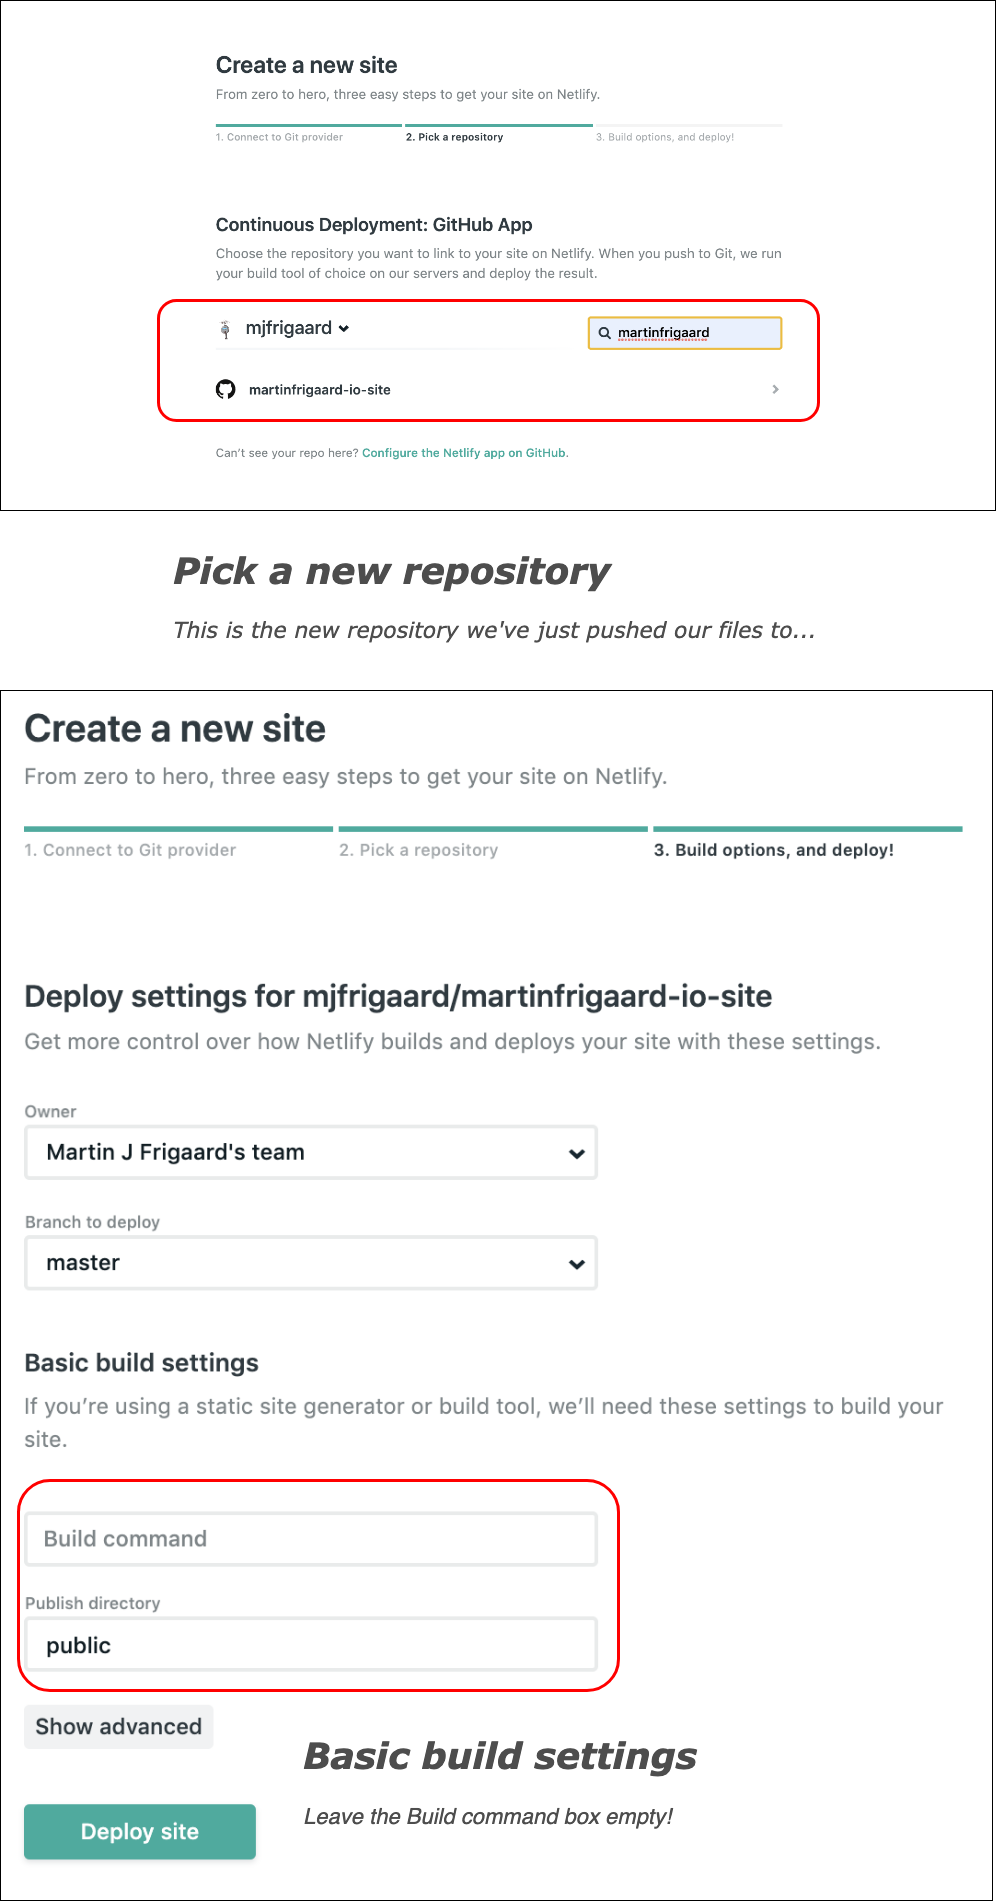 Create a new site
From zero to hero, three easy steps to get your site on Netlify.
1. Connect to Git provider
2. Pick a repository
3. Build options, and deploy!
Continuous Deployment: GitHub App
Choose the repository you want to link to your site on Netlify. When you push to Git, we run
your build tool of choice on our servers and deploy the result.
mjfrigaard
martinfrigaard
martinfrigaard-io-site
Can't see your repo here? Configure the Netlify app on GitHub.
Pick a new repository
This is the new repository we've just pushed our files to...
Create a new site
From zero to hero, three easy steps to get your site on Netlify.
1. Connect to Git provider
2. Pick a repository
3. Build options, and deploy!
Deploy settings for mjfrigaard/martinfrigaard-io-site
Get more control over how Netlify builds and deploys your site with these settings.
Owner
Martin J Frigaard's team
Branch to deploy
master
Basic build settings
If you’re using a static site generator or build tool, we’ll need these settings to build your
site.
Build command
Publish directory
public
Show advanced
Basic build settings
Leave the Build command box empty!
Deploy site